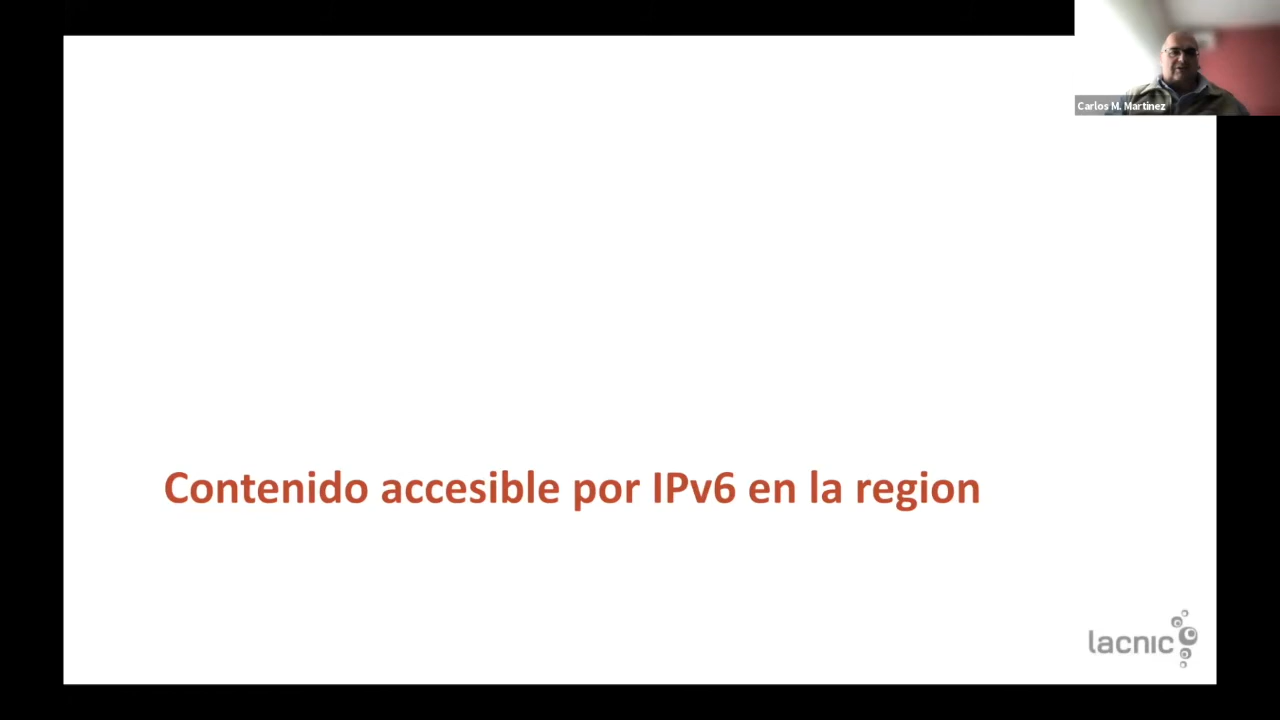 Carlos M. Martinez
Contenido accesible por IPv6 en la region
lacnic